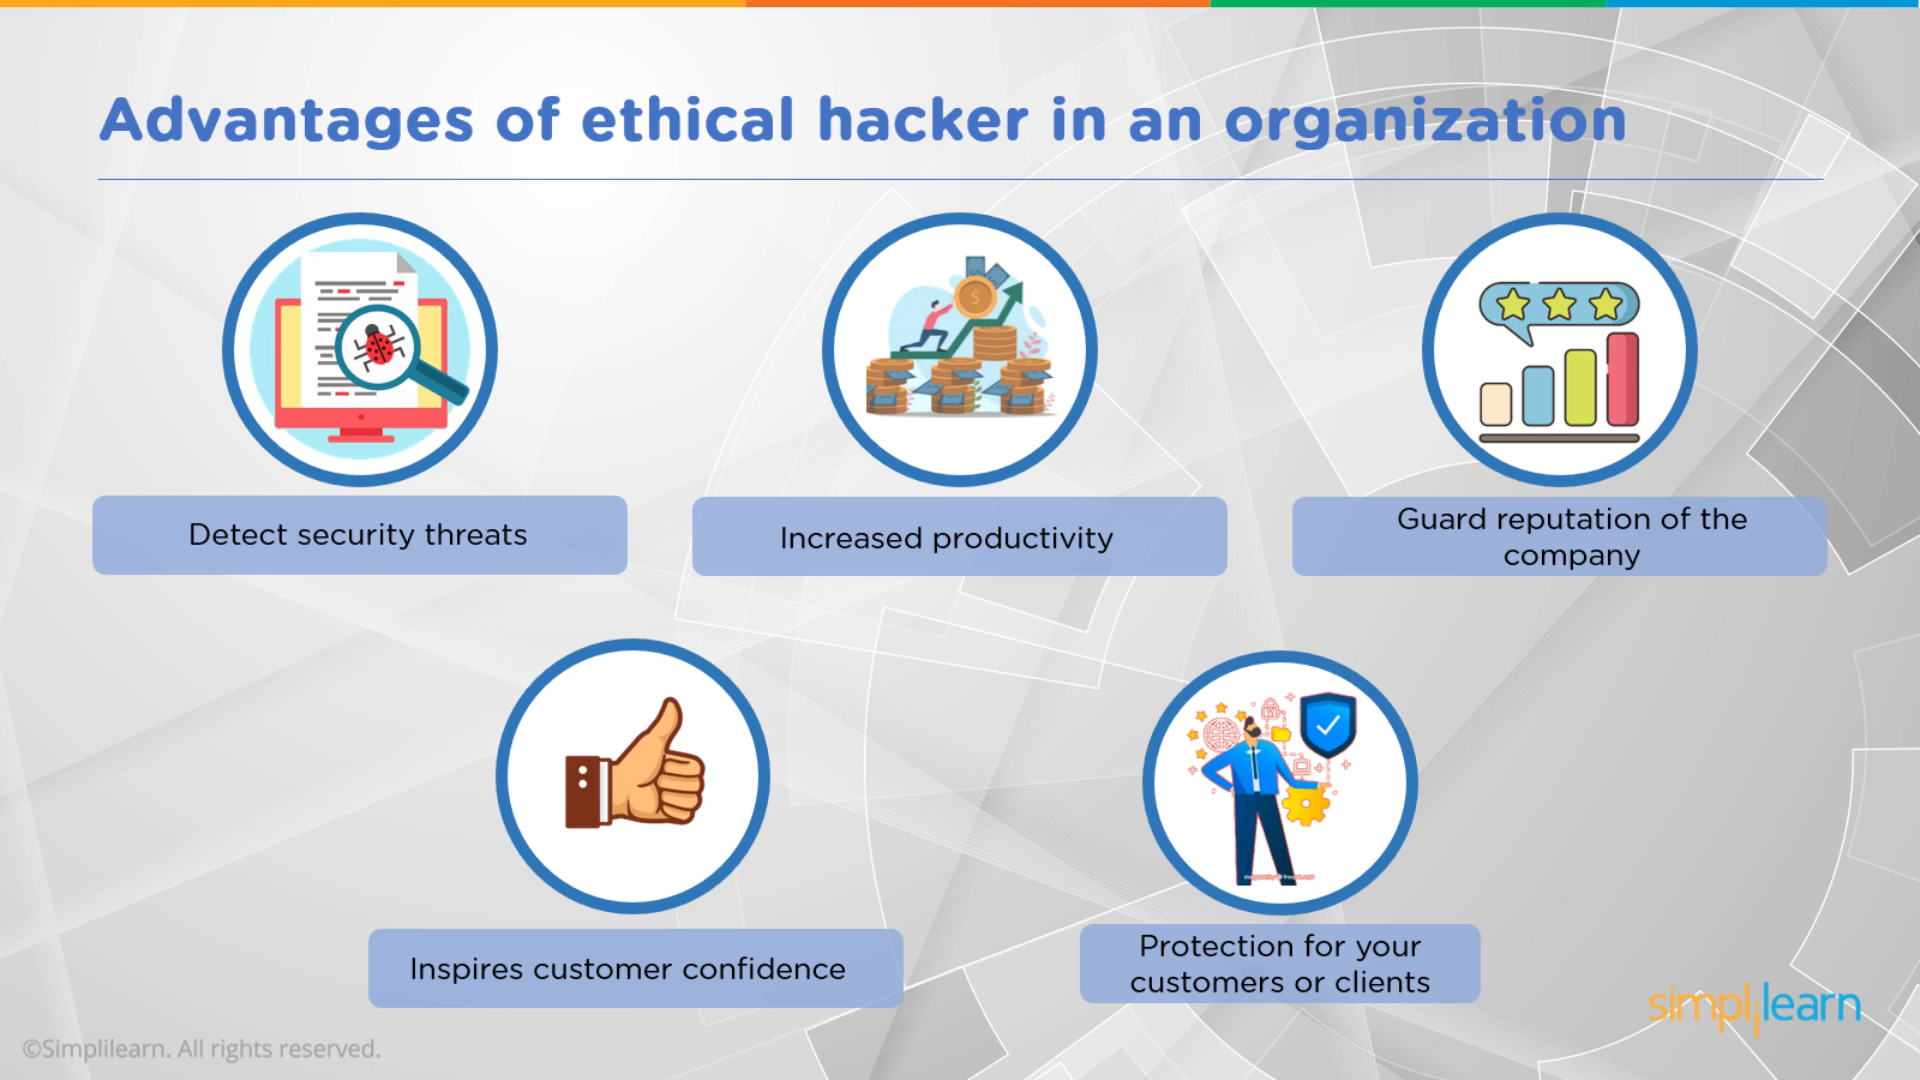 Advantages of ethical hacker in an organization
Detect security threats
Increased productivity
Guard reputation of the
company
Inspires customer confidence
Protection for your
customers or clients
simplilearn
©Simplilearn. All rights reserved.